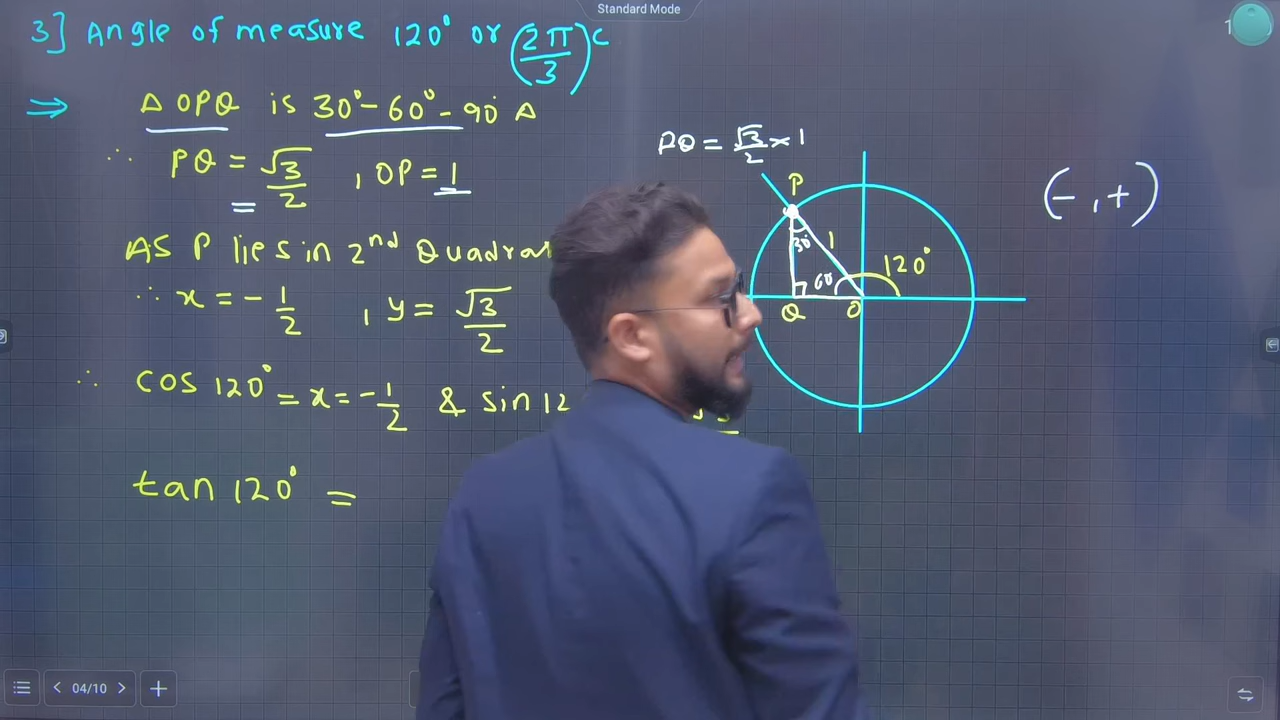 Standard Mode
3] Angle of measure 120° or (2π/3)ᶜ
⇒ △ OPQ is 30°-60°-90° △
∴ PQ = √3/2 , OP = 1
AS P lies in 2nd
∴ x = -1/2 , y = √3/2
∴ cos 120° = x = -1/2 & sin 12
tan 120° =
PQ = √3/2 × 1
P
30°
1
60°
120°
Q
O
(-,+)
04/10